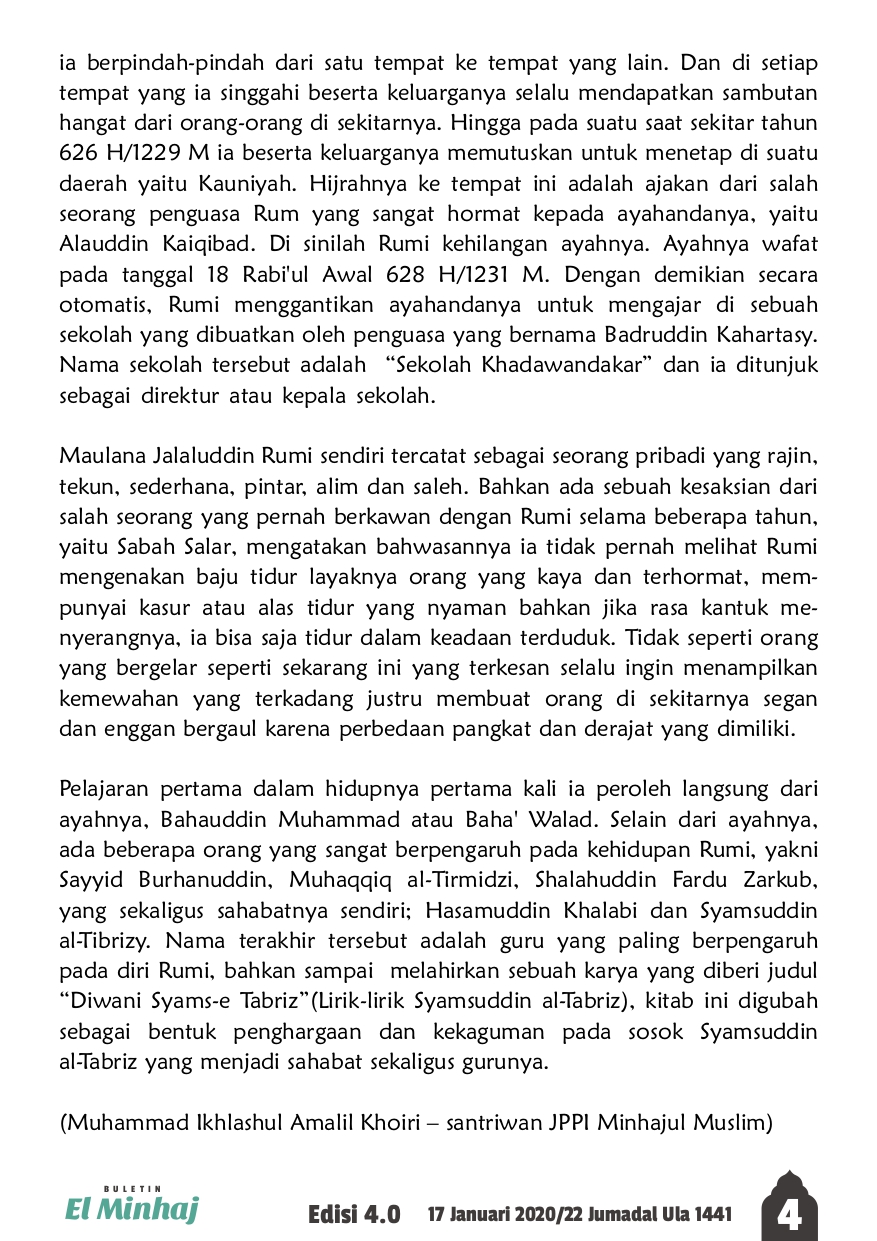 ia berpindah-pindah dari satu tempat ke tempat yang lain. Dan di setiap
tempat yang ia singgahi beserta keluarganya selalu mendapatkan sambutan
hangat dari orang-orang di sekitarnya. Hingga pada suatu saat sekitar tahun
626 H/1229 M ia beserta keluarganya memutuskan untuk menetap di suatu
daerah yaitu Kauniyah. Hijrahnya ke tempat ini adalah ajakan dari salah
seorang penguasa Rum yang sangat hormat kepada ayahandanya, yaitu
Alauddin Kaiqibad. Di sinilah Rumi kehilangan ayahnya. Ayahnya wafat
pada tanggal 18 Rabi'ul Awal 628 H/1231 M. Dengan demikian secara
otomatis, Rumi menggantikan ayahandanya untuk mengajar di sebuah
sekolah yang dibuatkan oleh penguasa yang bernama Badruddin Kahartasy.
Nama sekolah tersebut adalah “Sekolah Khadawandakar” dan ia ditunjuk
sebagai direktur atau kepala sekolah.

Maulana Jalaluddin Rumi sendiri tercatat sebagai seorang pribadi yang rajin,
tekun, sederhana, pintar, alim dan saleh. Bahkan ada sebuah kesaksian dari
salah seorang yang pernah berkawan dengan Rumi selama beberapa tahun,
yaitu Sabah Salar, mengatakan bahwasannya ia tidak pernah melihat Rumi
mengenakan baju tidur layaknya orang yang kaya dan terhormat, mem-
punyai kasur atau alas tidur yang nyaman bahkan jika rasa kantuk me-
nyerangnya, ia bisa saja tidur dalam keadaan terduduk. Tidak seperti orang
yang bergelar seperti sekarang ini yang terkesan selalu ingin menampilkan
kemewahan yang terkadang justru membuat orang di sekitarnya segan
dan enggan bergaul karena perbedaan pangkat dan derajat yang dimiliki.

Pelajaran pertama dalam hidupnya pertama kali ia peroleh langsung dari
ayahnya, Bahauddin Muhammad atau Baha' Walad. Selain dari ayahnya,
ada beberapa orang yang sangat berpengaruh pada kehidupan Rumi, yakni
Sayyid Burhanuddin, Muhaqqiq al-Tirmidzi, Shalahuddin Fardu Zarkub,
yang sekaligus sahabatnya sendiri; Hasamuddin Khalabi dan Syamsuddin
al-Tibrizy. Nama terakhir tersebut adalah guru yang paling berpengaruh
pada diri Rumi, bahkan sampai melahirkan sebuah karya yang diberi judul
“Diwani Syams-e Tabriz”(Lirik-lirik Syamsuddin al-Tabriz), kitab ini digubah
sebagai bentuk penghargaan dan kekaguman pada sosok Syamsuddin
al-Tabriz yang menjadi sahabat sekaligus gurunya.

(Muhammad Ikhlashul Amalil Khoiri – santriwan JPPI Minhajul Muslim)

BULETIN
El Minhaj
Edisi 4.0
17 Januari 2020/22 Jumadal Ula 1441
4